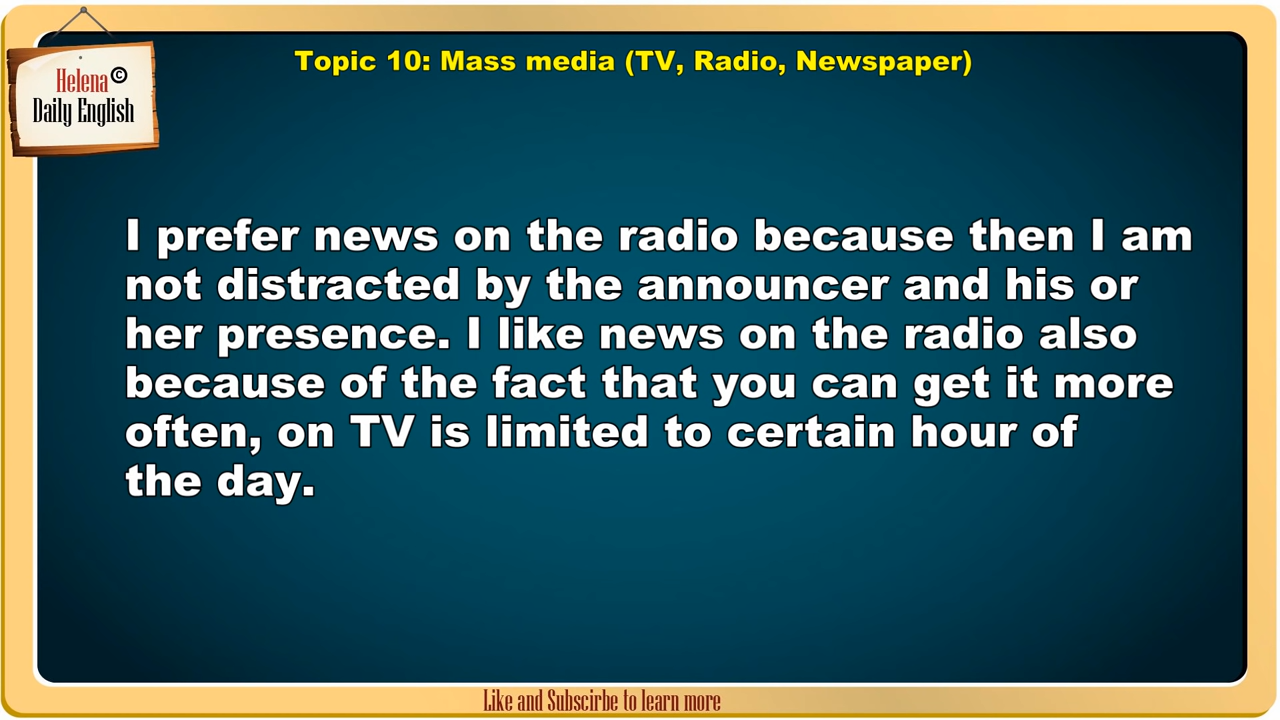 Topic 10: Mass media (TV, Radio, Newspaper)
Helena ©
Daily English
I prefer news on the radio because then I am
not distracted by the announcer and his or
her presence. I like news on the radio also
because of the fact that you can get it more
often, on TV is limited to certain hour of
the day.
Like and Subscirbe to learn more